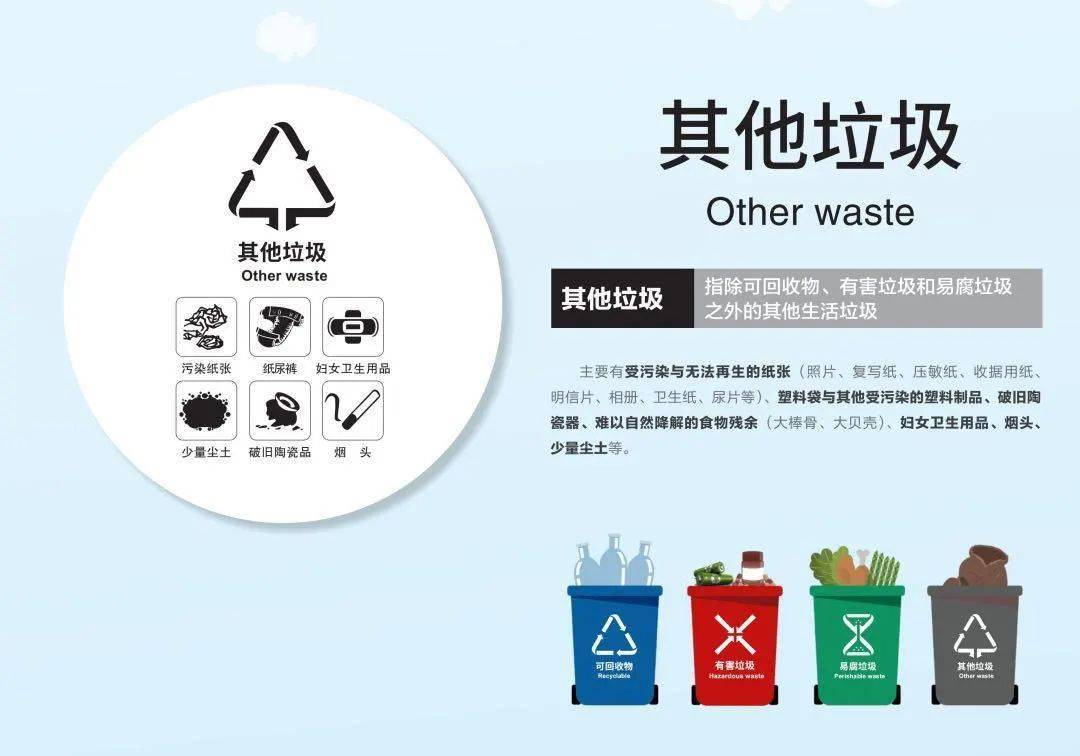 其他垃圾
Other waste
污染纸张
纸尿裤
妇女卫生用品
少量尘土
破旧陶瓷品
烟 头
其他垃圾
Other waste
其他垃圾
指除可回收物、有害垃圾和易腐垃圾
之外的其他生活垃圾
主要有受污染与无法再生的纸张（照片、复写纸、压敏纸、收据用纸、
明信片、相册、卫生纸、尿片等）、塑料袋与其他受污染的塑料制品、破旧陶
瓷器、难以自然降解的食物残余（大棒骨、大贝壳）、妇女卫生用品、烟头、
少量尘土等。
可回收物
Recyclable
有害垃圾
Hazardous waste
易腐垃圾
Perishable waste
其他垃圾
Other waste